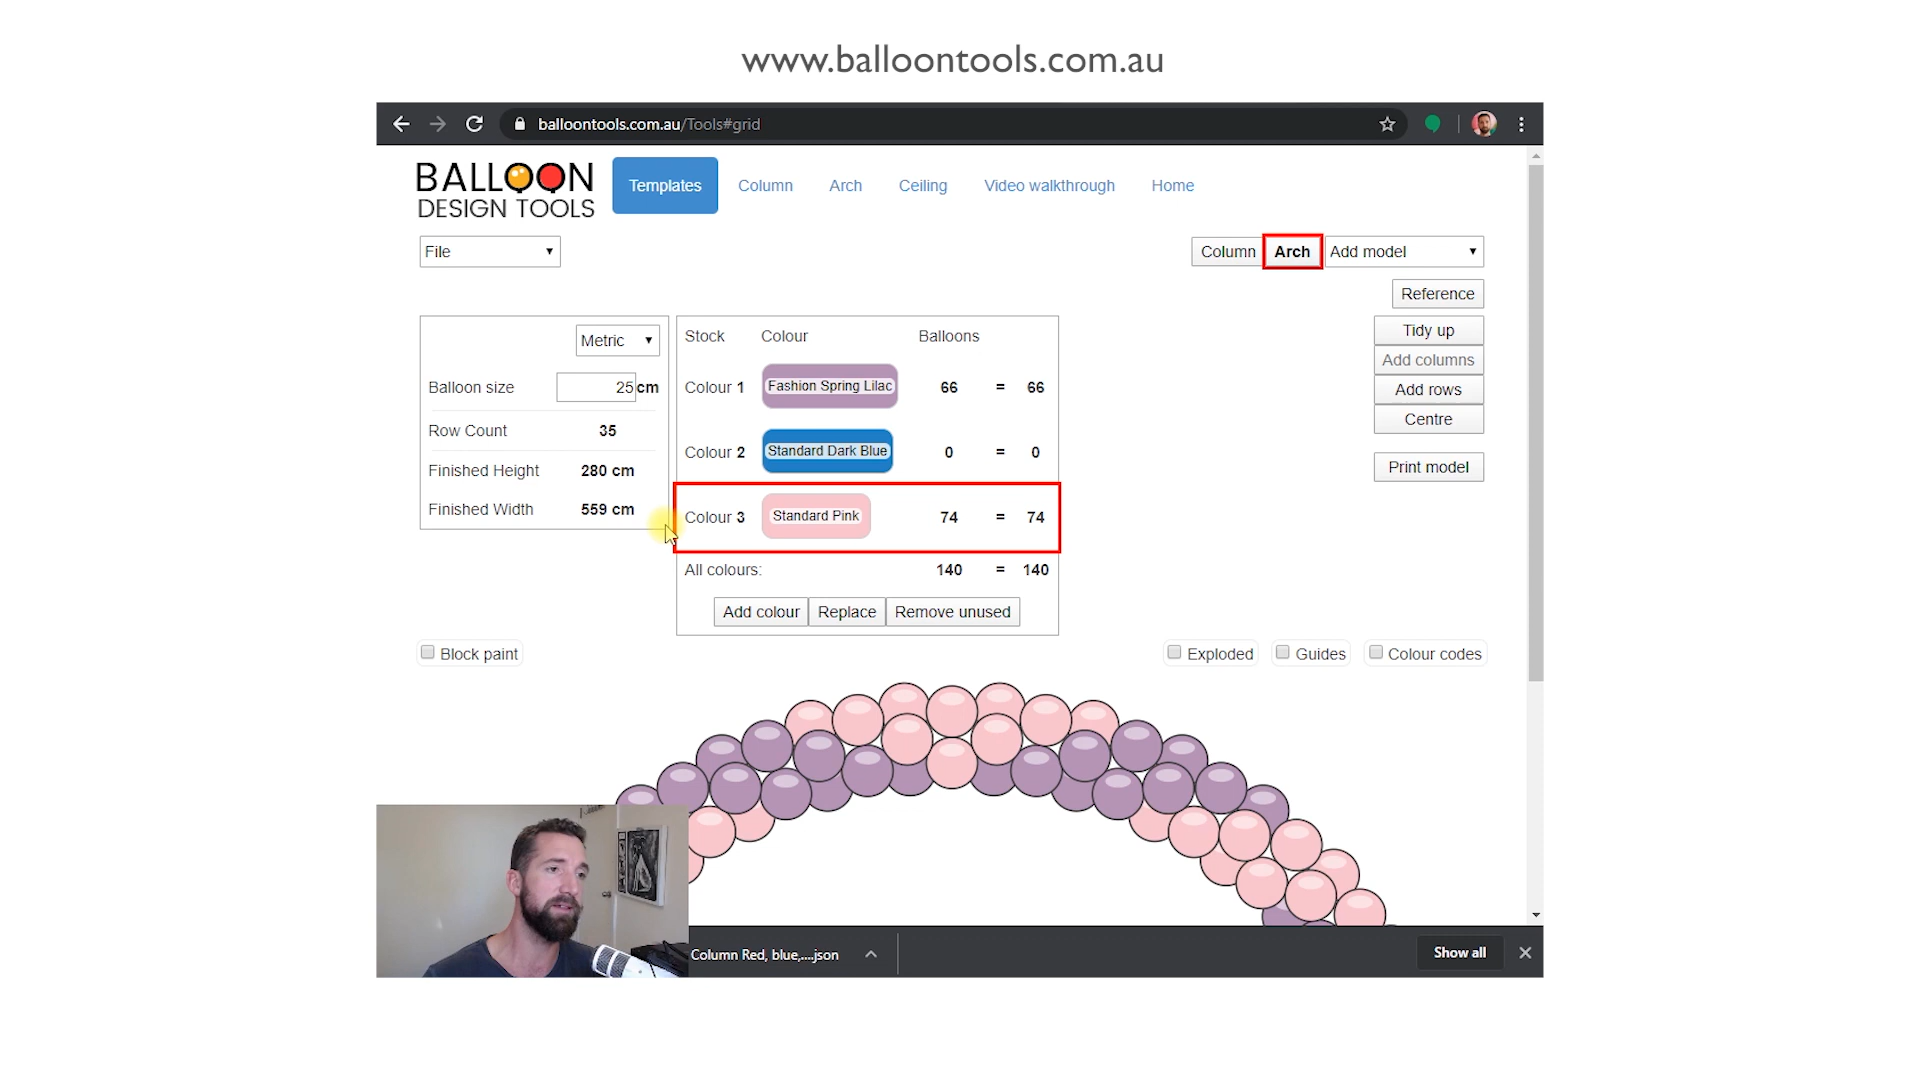 www.balloontools.com.au
balloontools.com.au/Tools#grid
BALLOON
DESIGN TOOLS
Templates
Column
Arch
Ceiling
Video walkthrough
Home
File
Column
Arch
Add model
Reference
Tidy up
Add columns
Add rows
Centre
Print model
Metric
Balloon size 25 cm
Row Count 35
Finished Height 280 cm
Finished Width 559 cm
Stock Colour Balloons
Colour 1 Fashion Spring Lilac 66 = 66
Colour 2 Standard Dark Blue 0 = 0
Colour 3 Standard Pink 74 = 74
All colours: 140 = 140
Add colour Replace Remove unused
Block paint
Exploded Guides Colour codes
Column Red, blue,....json
Show all